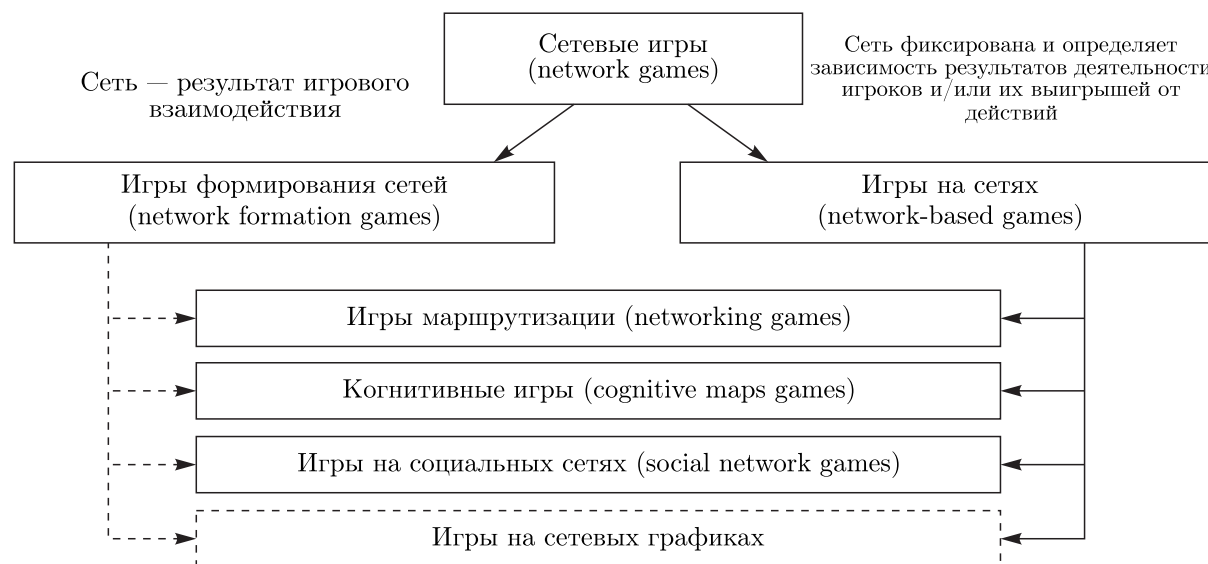 Сетевые игры
(network games)
Сеть — результат игрового
взаимодействия
Сеть фиксирована и определяет
зависимость результатов деятельности
игроков и/или их выигрышей от
действий
Игры формирования сетей
(network formation games)
Игры на сетях
(network-based games)
Игры маршрутизации (networking games)
Когнитивные игры (cognitive maps games)
Игры на социальных сетях (social network games)
Игры на сетевых графиках